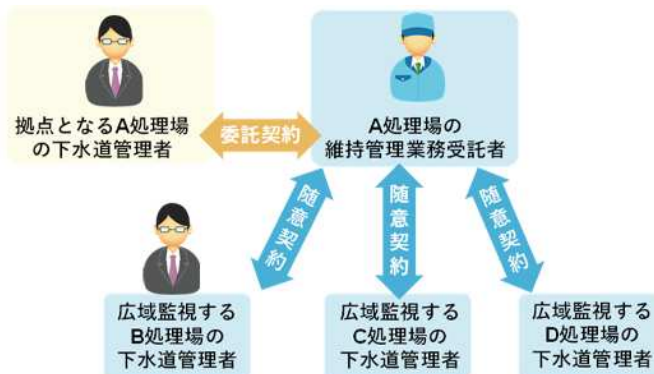 拠点となるA処理場
の下水道管理者
委託契約
A処理場の
維持管理業務受託者
随意契約
随意契約
随意契約
広域監視する
B処理場の
下水道管理者
広域監視する
C処理場の
下水道管理者
広域監視する
D処理場の
下水道管理者